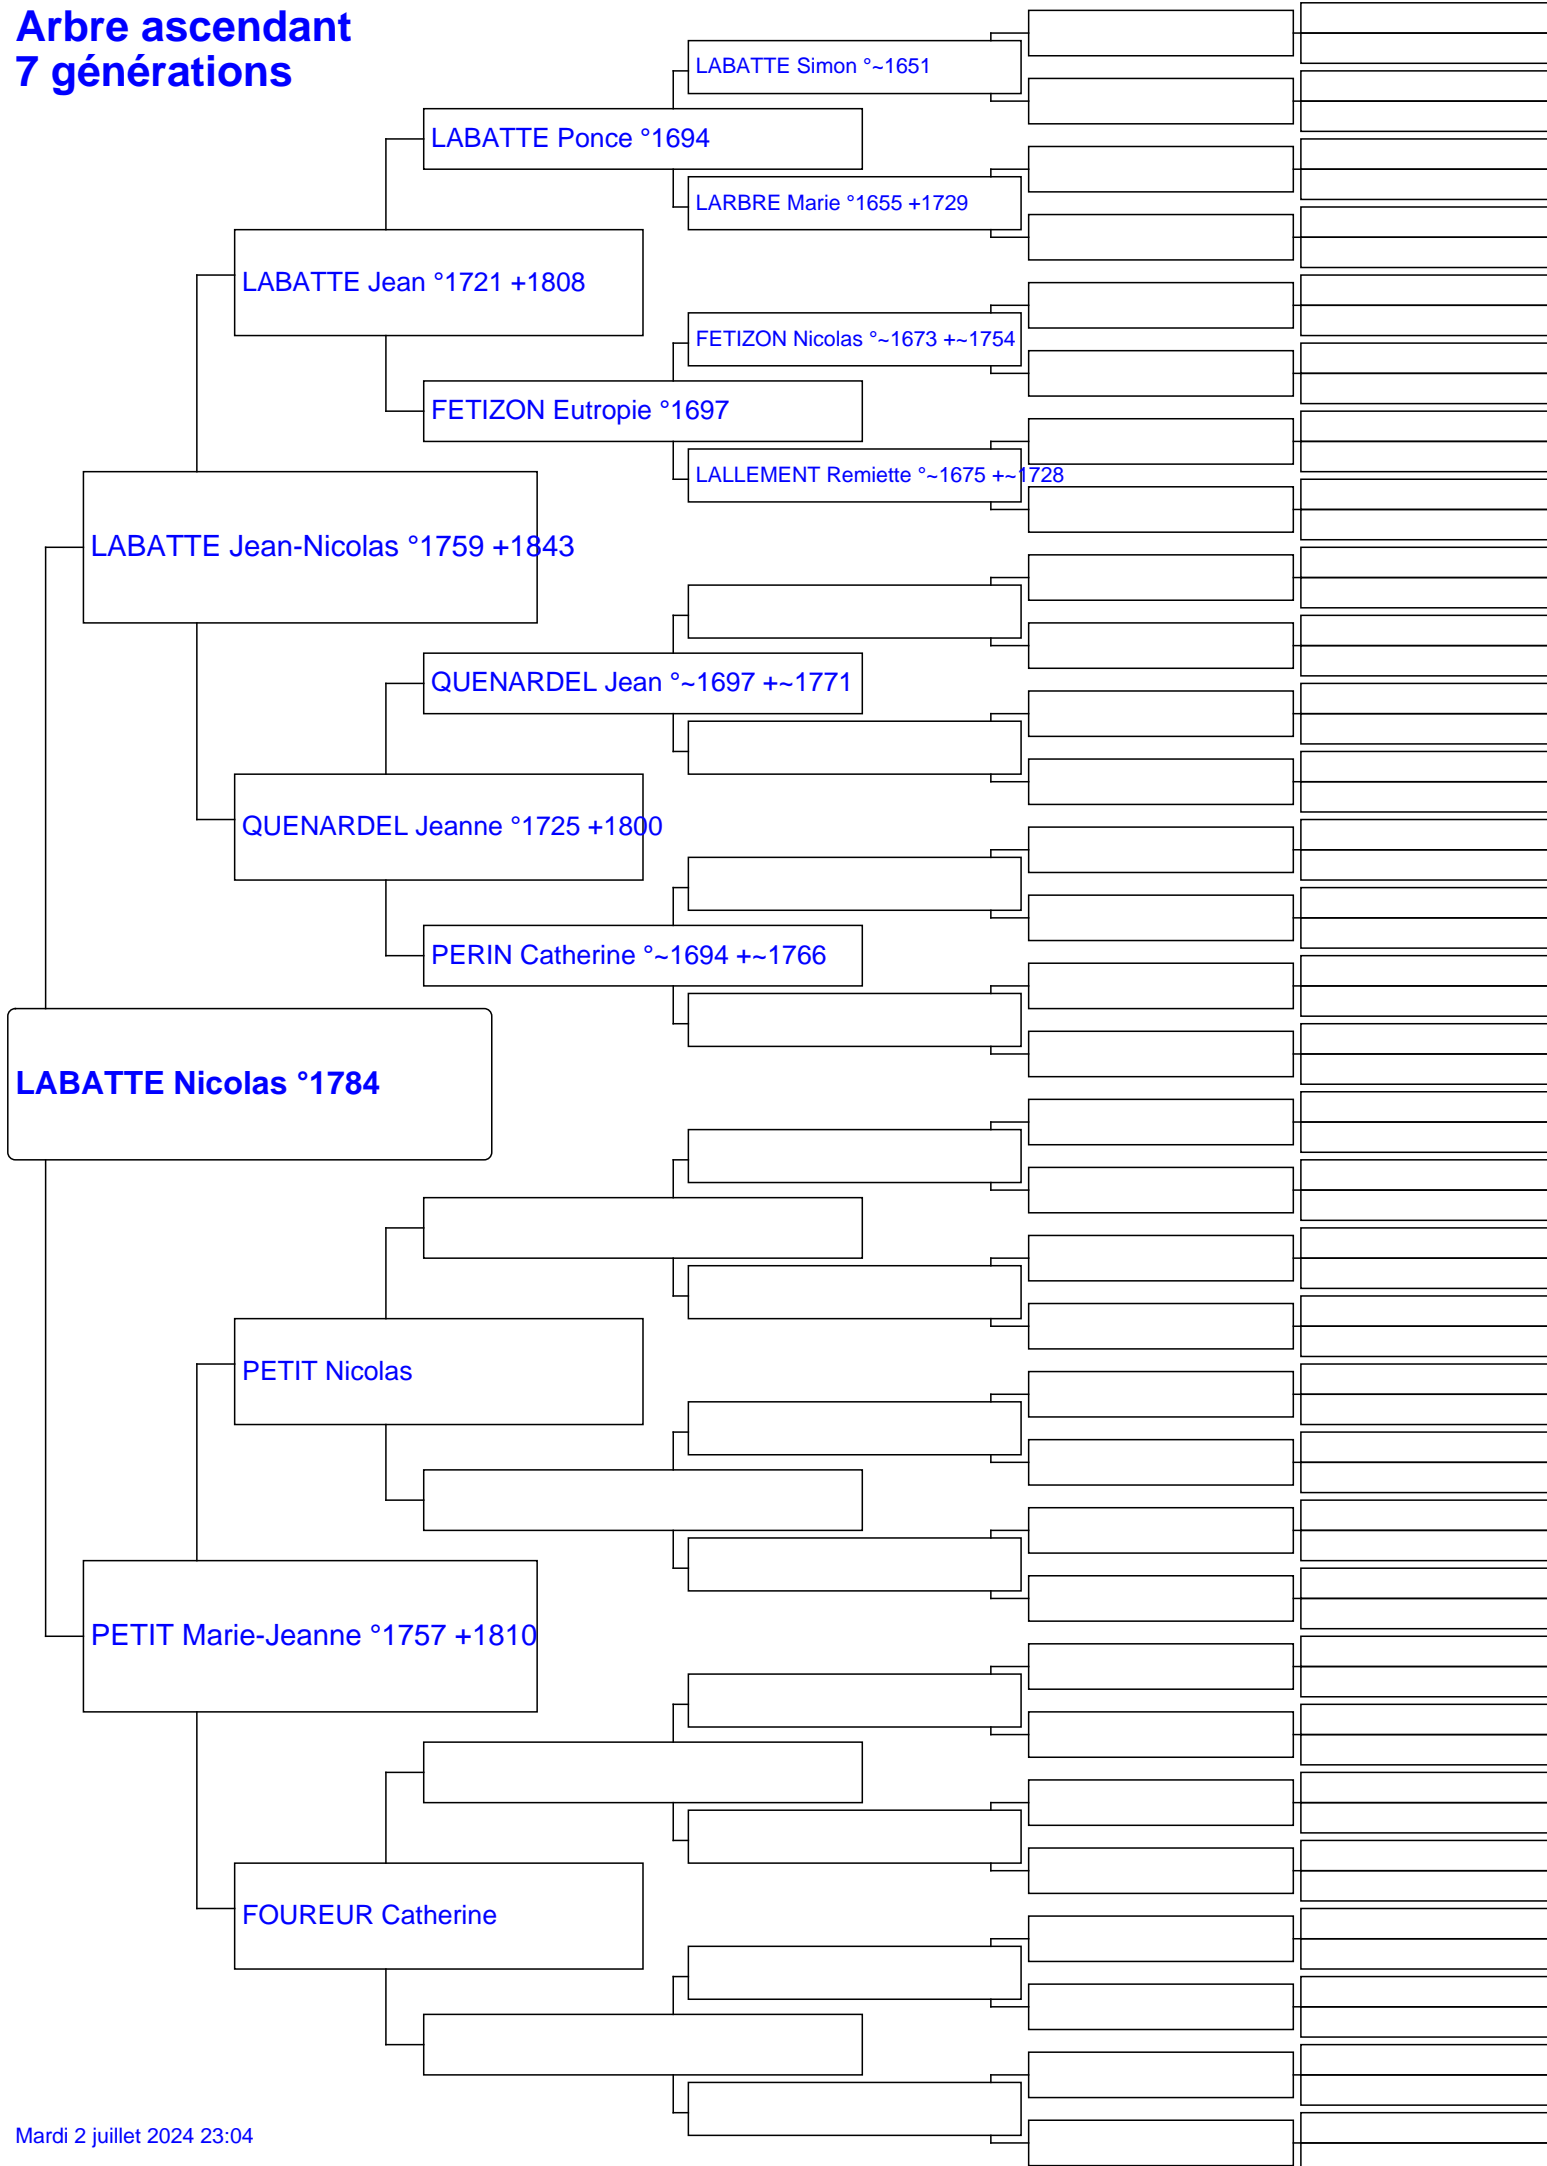 Arbre ascendant
7 générations
LABATTE Simon °~1651
LABATTE Ponce °1694
LARBRE Marie °1655 +1729
LABATTE Jean °1721 +1808
FETIZON Nicolas °~1673 +~1754
FETIZON Eutropie °1697
LALLEMENT Remiette °~1675 +~1728
LABATTE Jean-Nicolas °1759 +1843
QUENARDEL Jean °~1697 +~1771
QUENARDEL Jeanne °1725 +1800
PERIN Catherine °~1694 +~1766
LABATTE Nicolas °1784
PETIT Nicolas
PETIT Marie-Jeanne °1757 +1810
FOUREUR Catherine
Mardi 2 juillet 2024 23:04